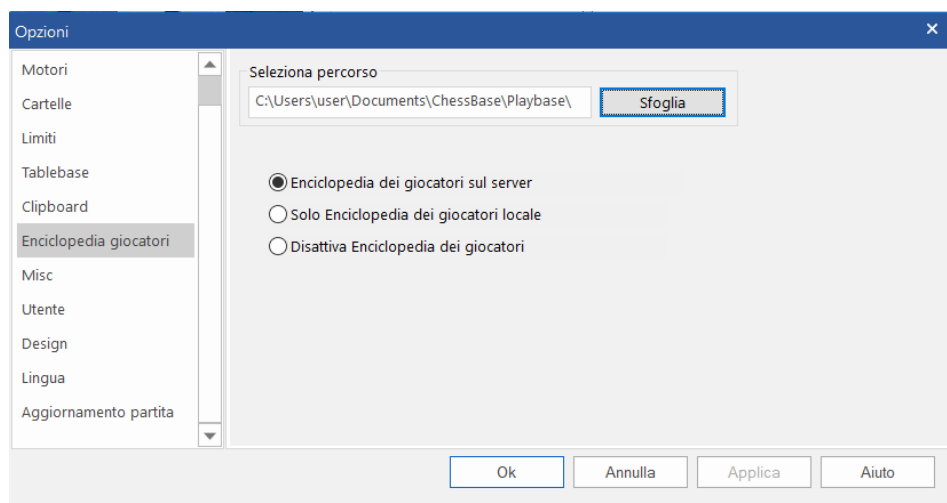 Opzioni
Motori
Cartelle
Limiti
Tablebase
Clipboard
Enciclopedia giocatori
Misc
Utente
Design
Lingua
Aggiornamento partita
Seleziona percorso
C:\Users\user\Documents\ChessBase\Playbase\
Sfoglia
Enciclopedia dei giocatori sul server
Solo Enciclopedia dei giocatori locale
Disattiva Enciclopedia dei giocatori
Ok
Annulla
Applica
Aiuto